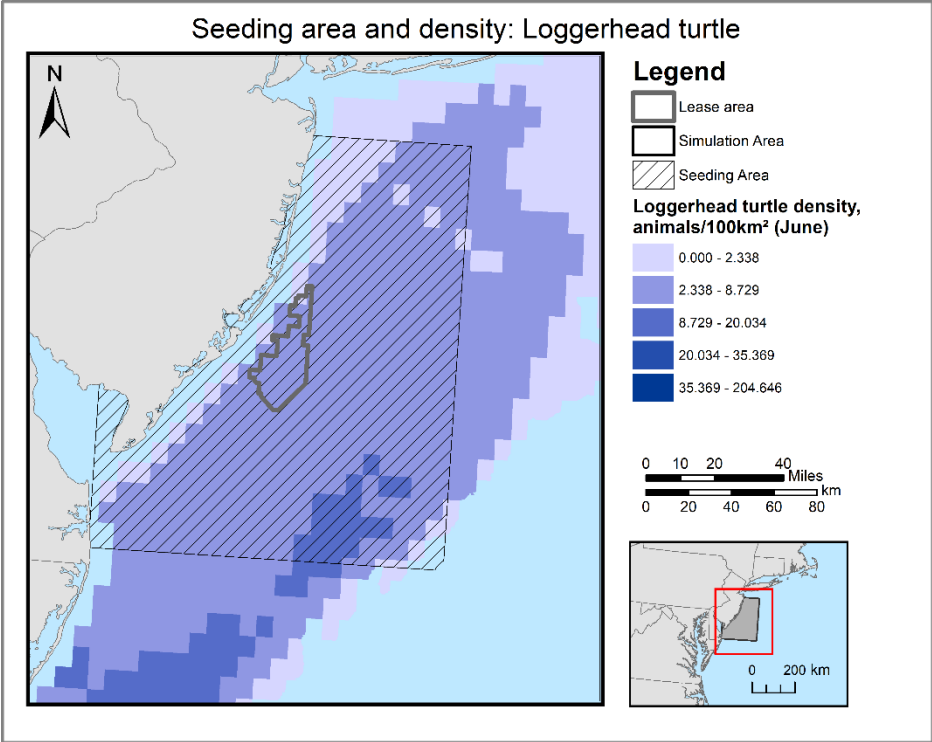 Seeding area and density: Loggerhead turtle
N
Legend
Lease area
Simulation Area
Seeding Area
Loggerhead turtle density,
animals/100km² (June)
0.000 - 2.338
2.338 - 8.729
8.729 - 20.034
20.034 - 35.369
35.369 - 204.646
0 10 20 40
Miles
km
0 20 40 60 80
0 200 km